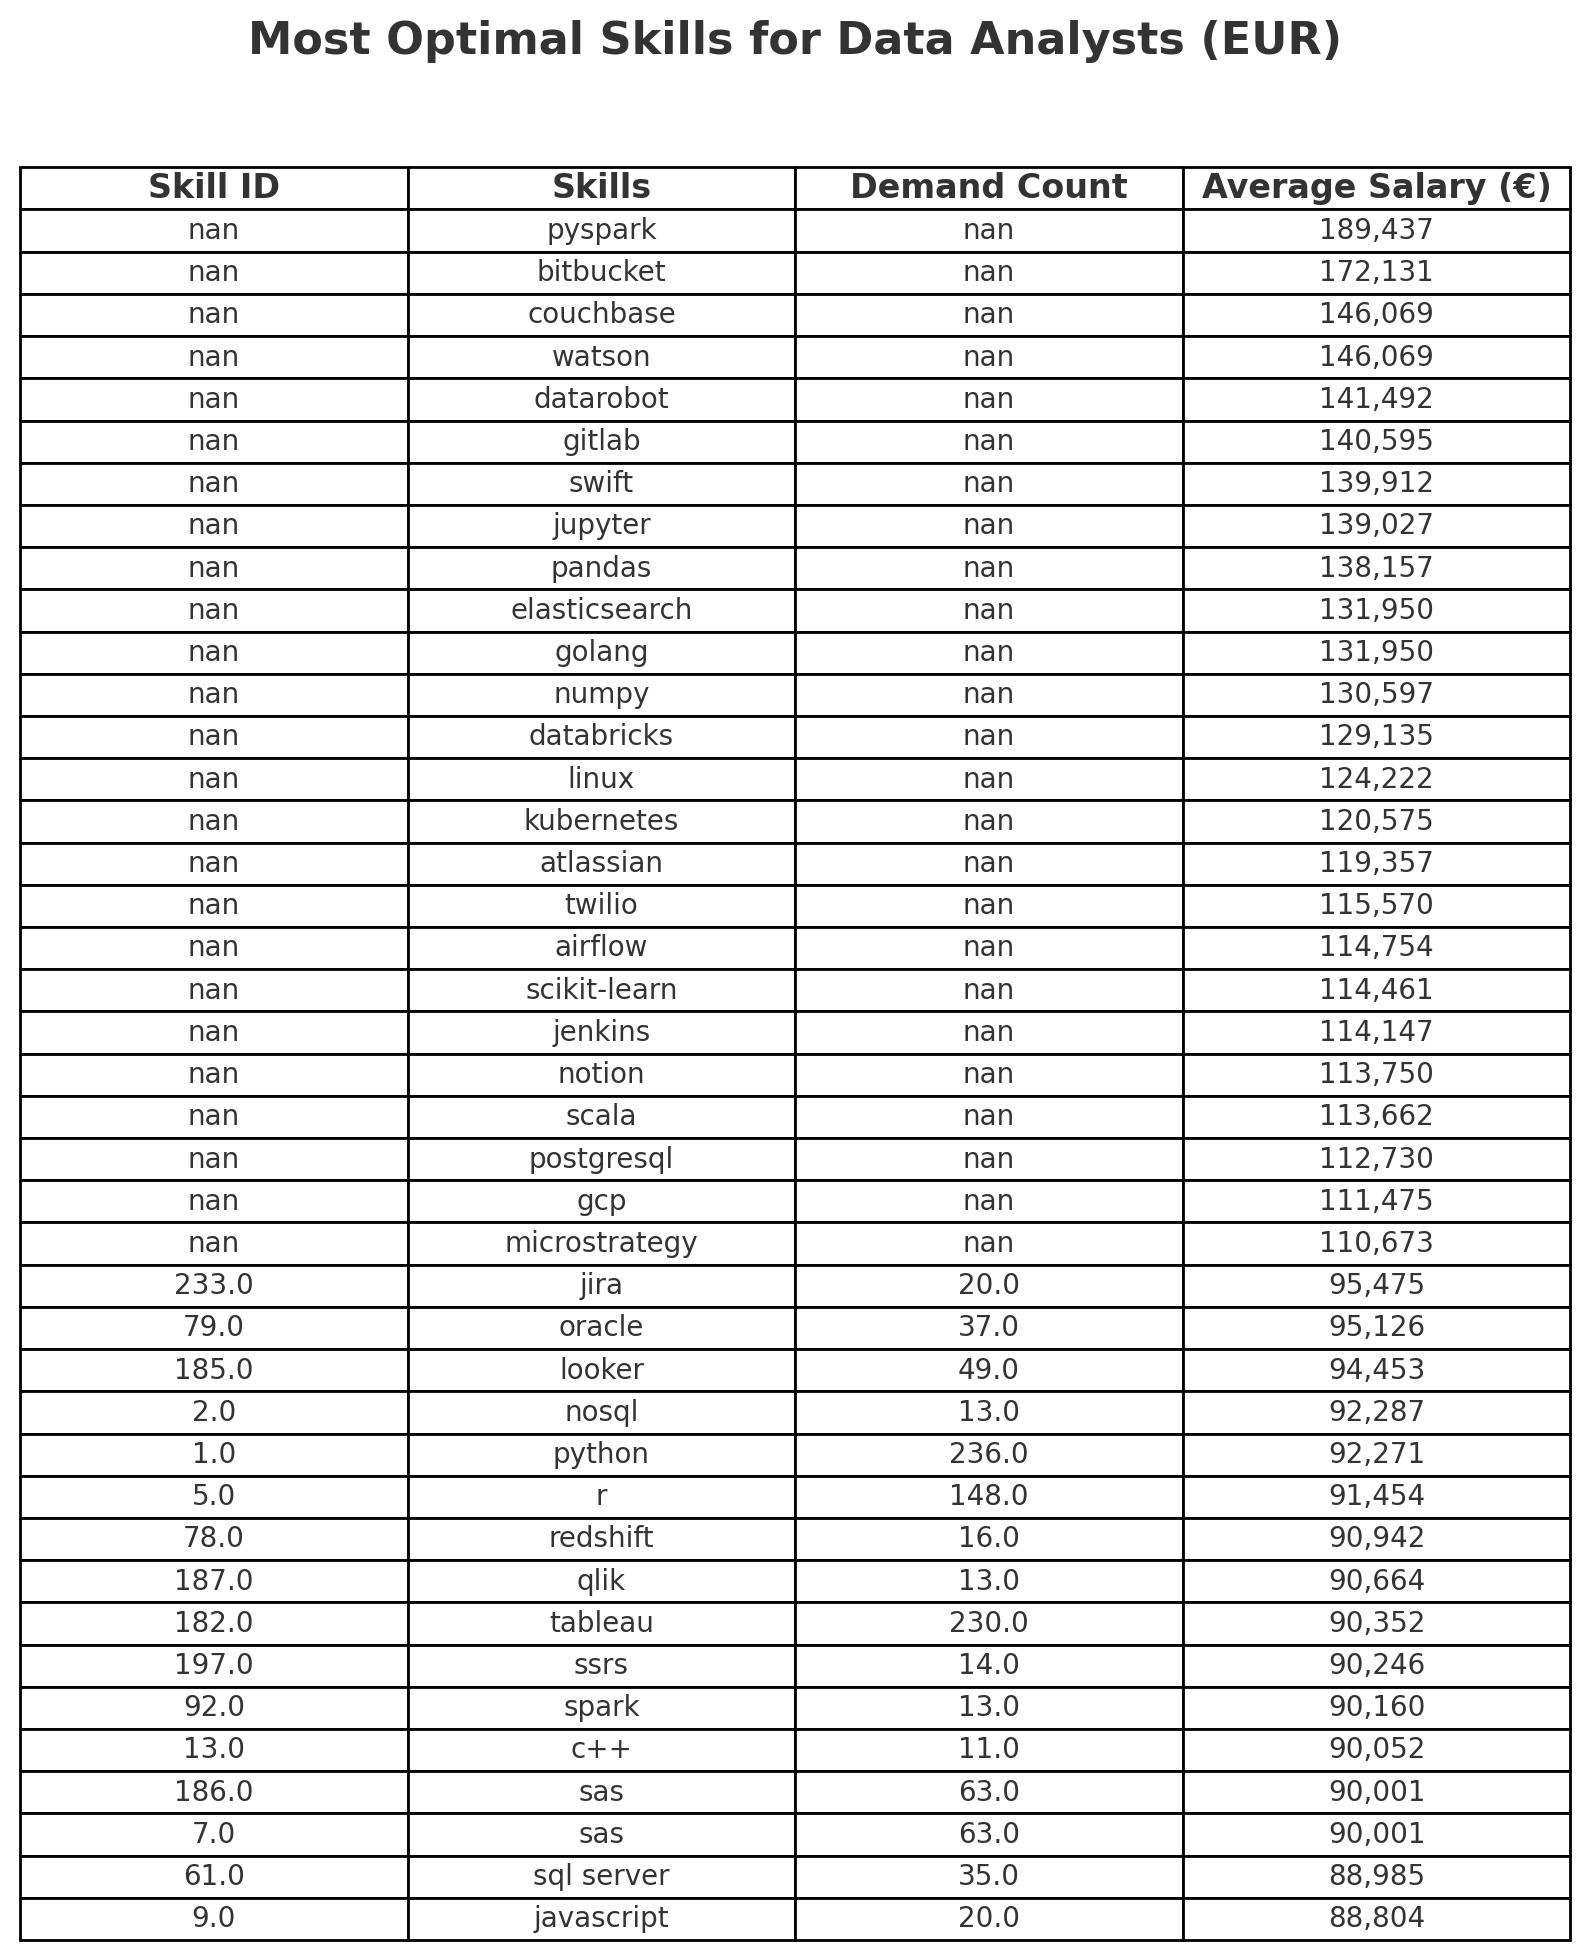 Most Optimal Skills for Data Analysts (EUR)
Skill ID Skills Demand Count Average Salary (€)
nan pyspark nan 189,437
nan bitbucket nan 172,131
nan couchbase nan 146,069
nan watson nan 146,069
nan datarobot nan 141,492
nan gitlab nan 140,595
nan swift nan 139,912
nan jupyter nan 139,027
nan pandas nan 138,157
nan elasticsearch nan 131,950
nan golang nan 131,950
nan numpy nan 130,597
nan databricks nan 129,135
nan linux nan 124,222
nan kubernetes nan 120,575
nan atlassian nan 119,357
nan twilio nan 115,570
nan airflow nan 114,754
nan scikit-learn nan 114,461
nan jenkins nan 114,147
nan notion nan 113,750
nan scala nan 113,662
nan postgresql nan 112,730
nan gcp nan 111,475
nan microstrategy nan 110,673
233.0 jira 20.0 95,475
79.0 oracle 37.0 95,126
185.0 looker 49.0 94,453
2.0 nosql 13.0 92,287
1.0 python 236.0 92,271
5.0 r 148.0 91,454
78.0 redshift 16.0 90,942
187.0 qlik 13.0 90,664
182.0 tableau 230.0 90,352
197.0 ssrs 14.0 90,246
92.0 spark 13.0 90,160
13.0 c++ 11.0 90,052
186.0 sas 63.0 90,001
7.0 sas 63.0 90,001
61.0 sql server 35.0 88,985
9.0 javascript 20.0 88,804